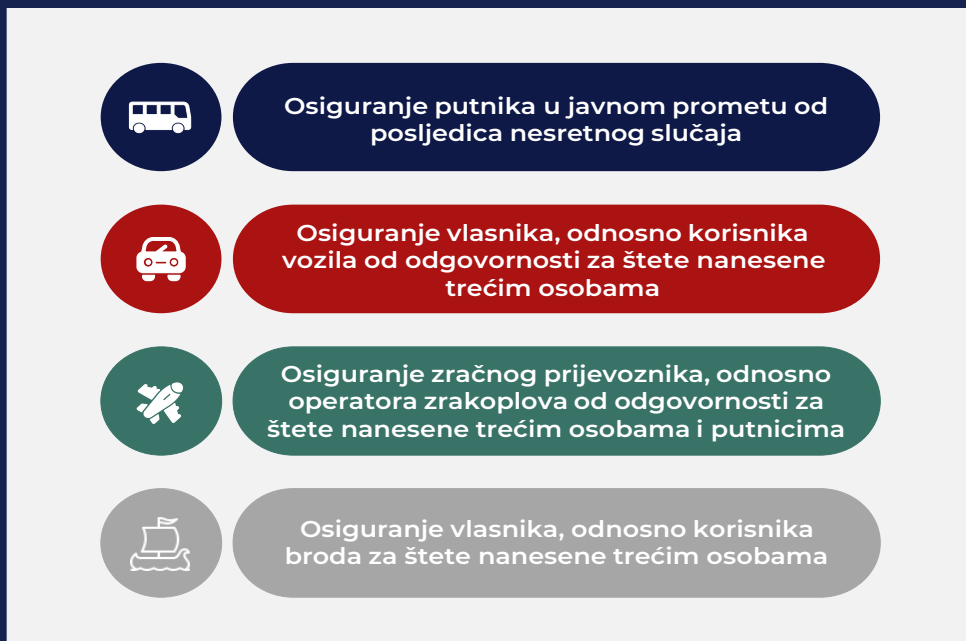 Osiguranje putnika u javnom prometu od
posljedica nesretnog slučaja
Osiguranje vlasnika, odnosno korisnika
vozila od odgovornosti za štete nanesene
trećim osobama
Osiguranje zračnog prijevoznika, odnosno
operatora zrakoplova od odgovornosti za
štete nanesene trećim osobama i putnicima
Osiguranje vlasnika, odnosno korisnika
broda za štete nanesene trećim osobama